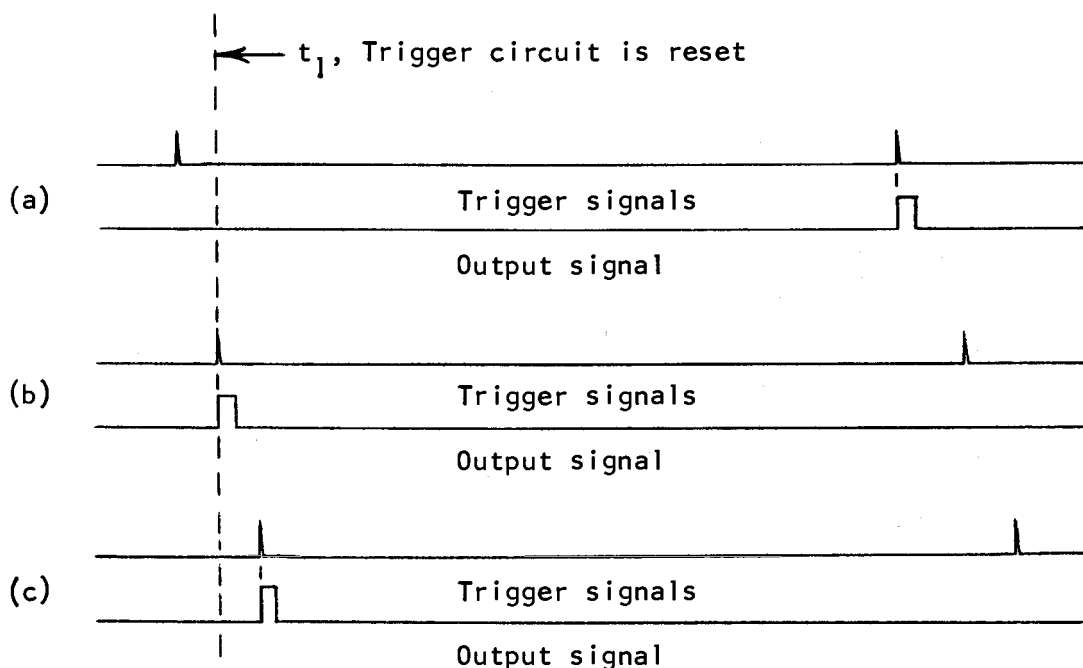 t1, Trigger circuit is reset
(a)
Trigger signals
Output signal
(b)
Trigger signals
Output signal
(c)
Trigger signals
Output signal